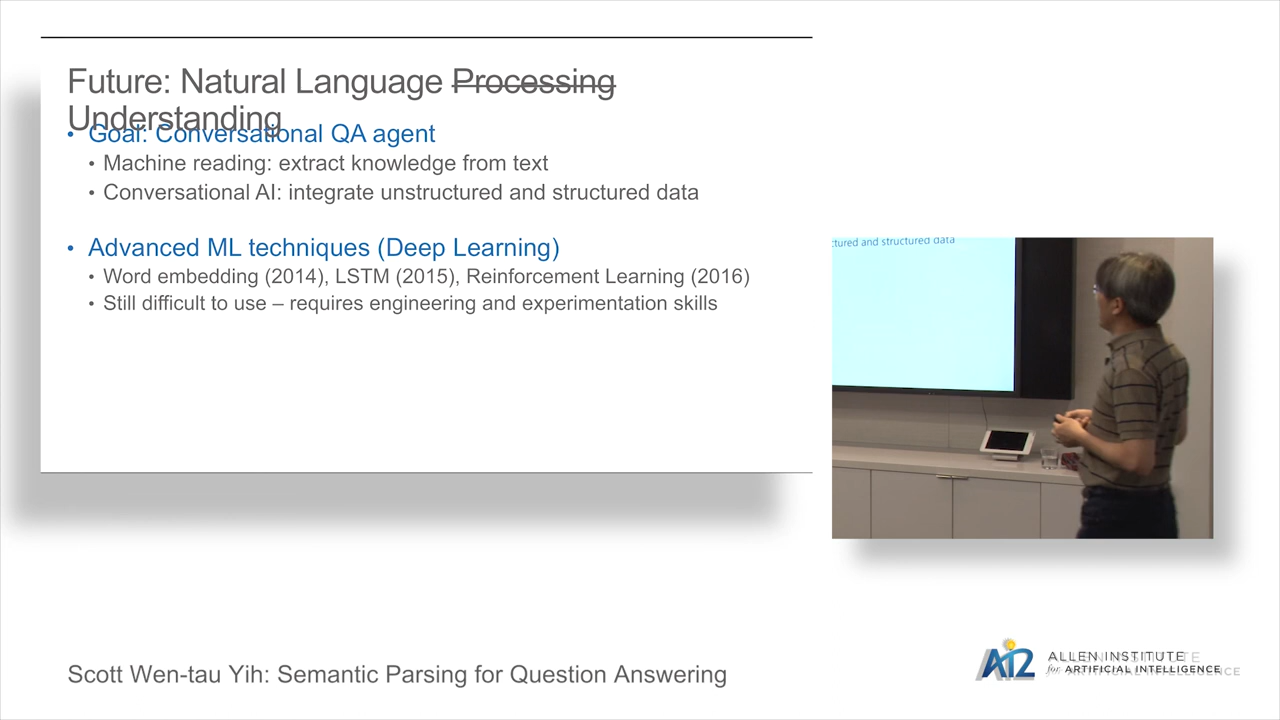 Future: Natural Language Processing
Understanding
• Goal: Conversational QA agent
• Machine reading: extract knowledge from text
• Conversational AI: integrate unstructured and structured data
• Advanced ML techniques (Deep Learning)
• Word embedding (2014), LSTM (2015), Reinforcement Learning (2016)
• Still difficult to use – requires engineering and experimentation skills
ctured and structured data
Scott Wen-tau Yih: Semantic Parsing for Question Answering
AI2 ALLEN INSTITUTE
for ARTIFICIAL INTELLIGENCE